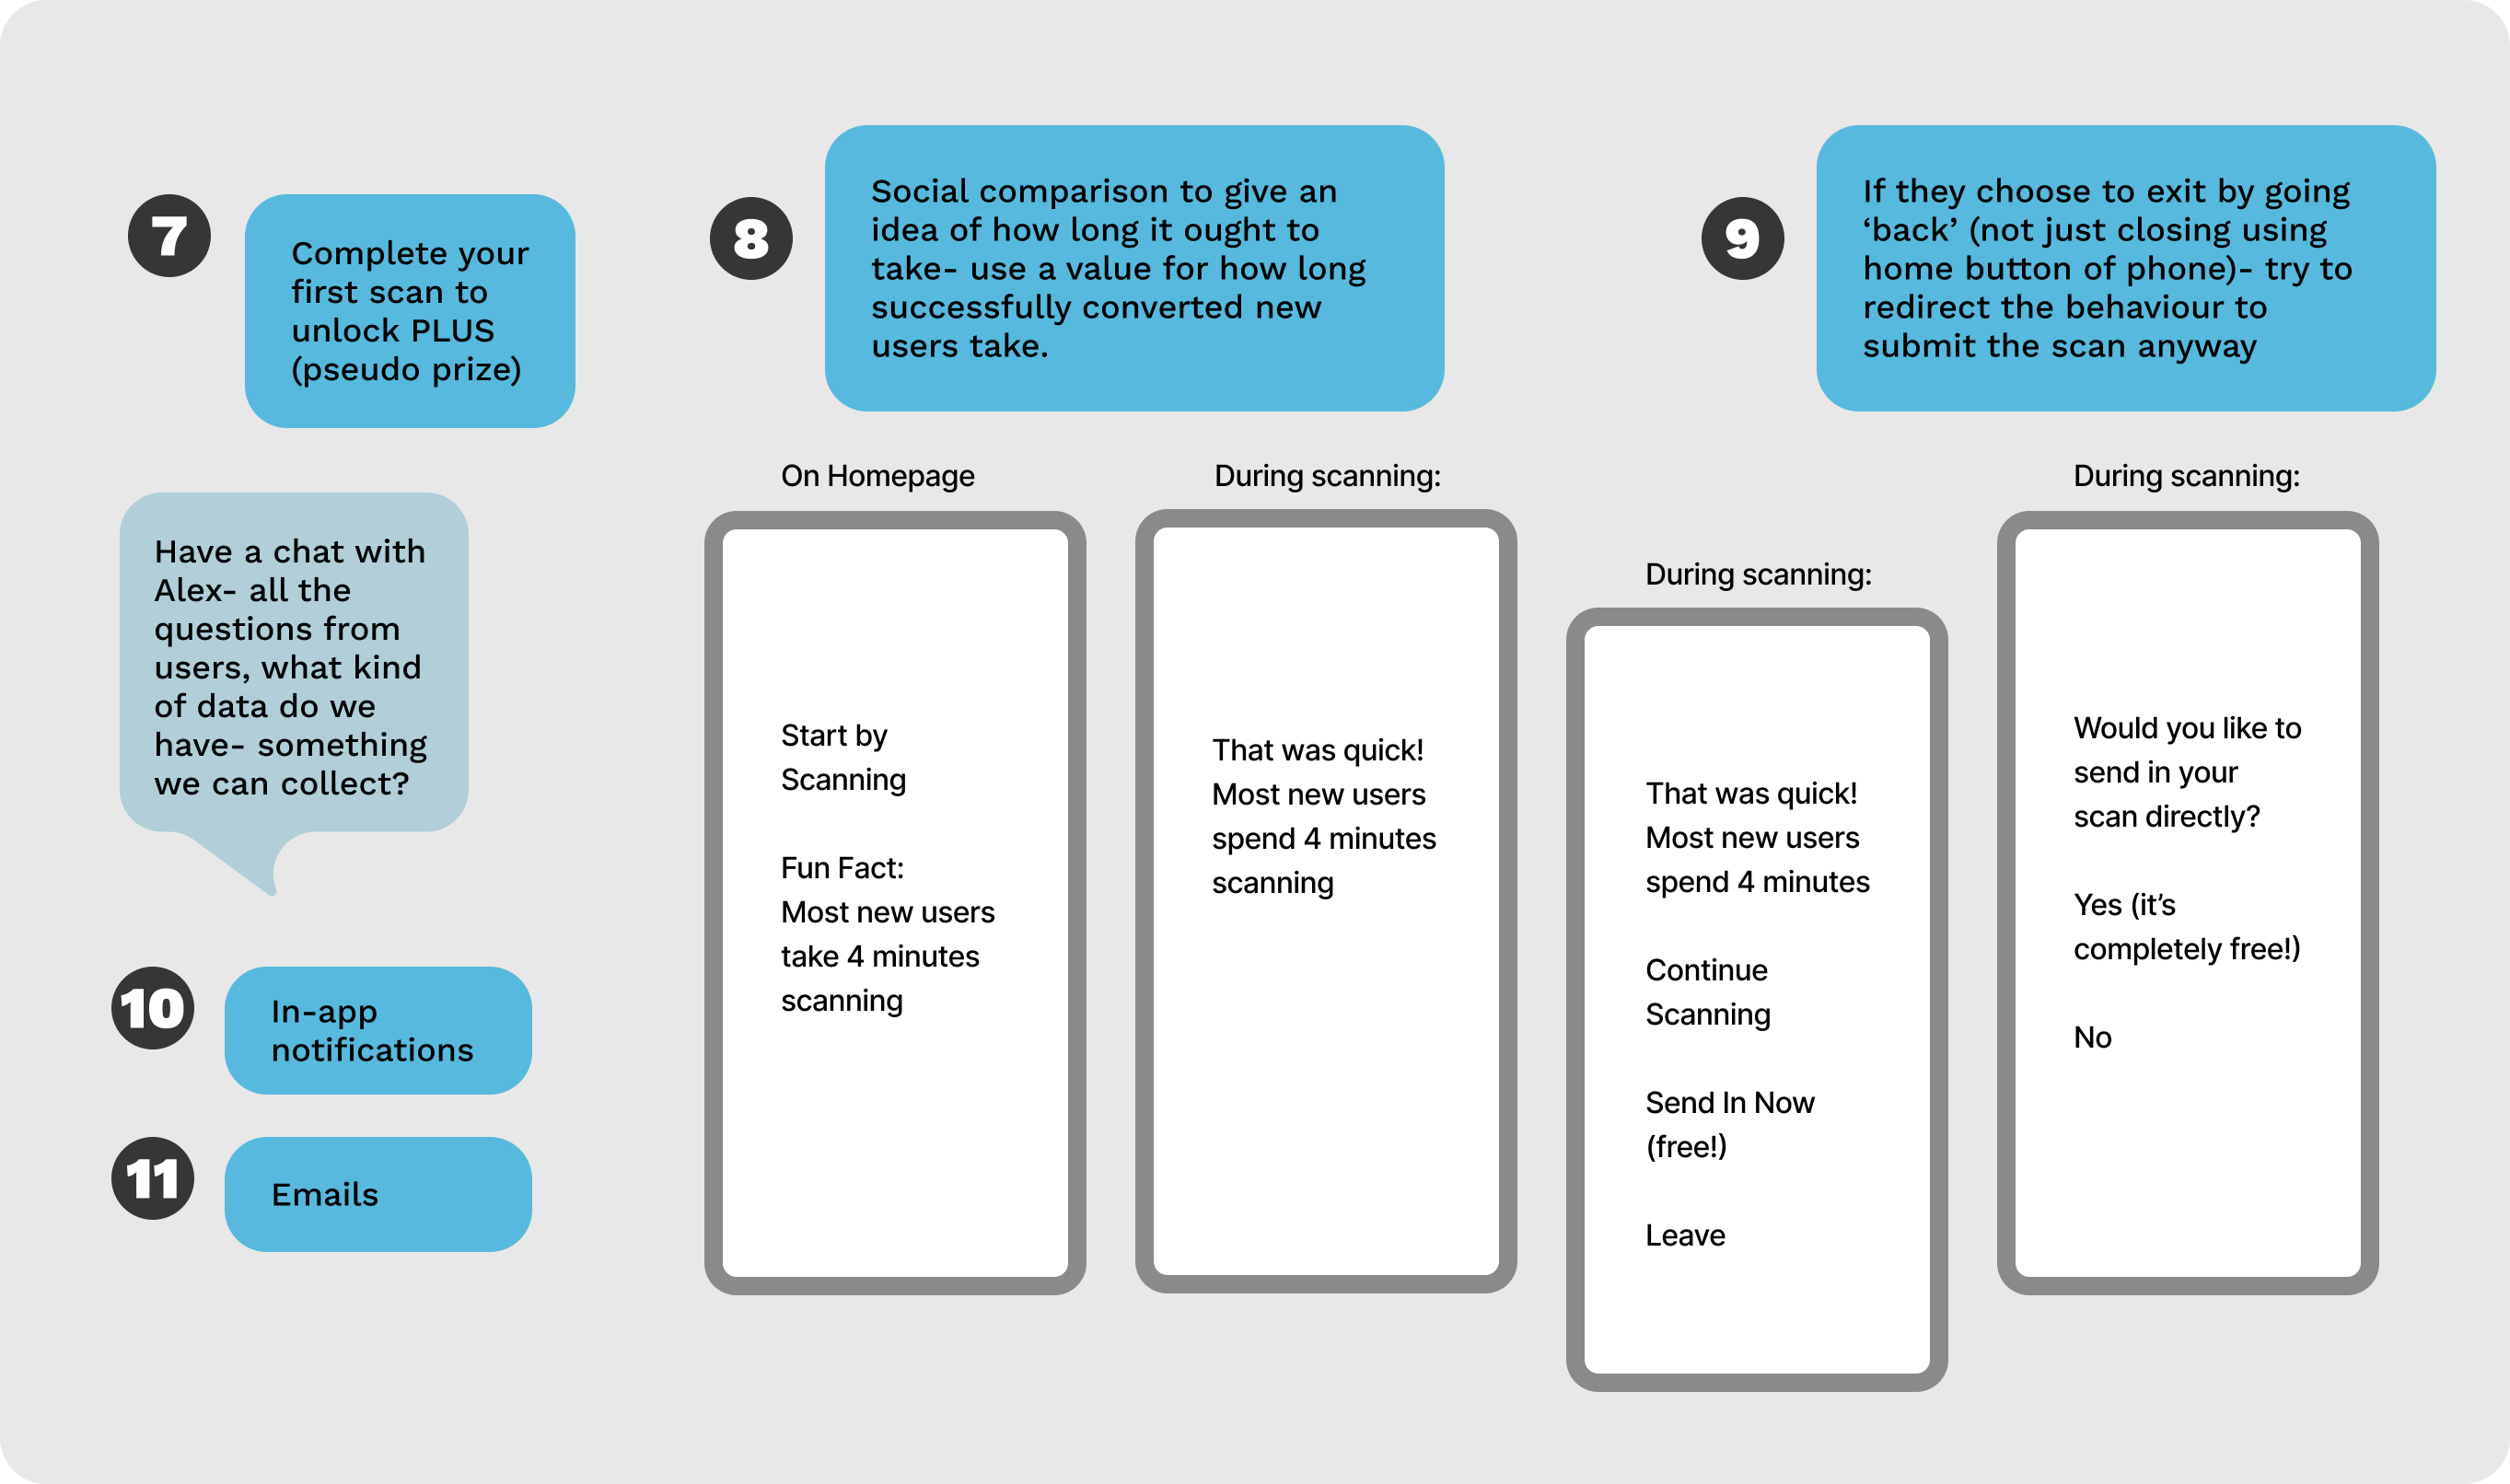 7
Complete your
first scan to
unlock PLUS
(pseudo prize)
Have a chat with
Alex- all the
questions from
users, what kind
of data do we
have- something
we can collect?
10
In-app
notifications
11
Emails
8
Social comparison to give an
idea of how long it ought to
take- use a value for how long
successfully converted new
users take.
On Homepage
Start by
Scanning
Fun Fact:
Most new users
take 4 minutes
scanning
During scanning:
That was quick!
Most new users
spend 4 minutes
scanning
9
If they choose to exit by going
‘back’ (not just closing using
home button of phone)- try to
redirect the behaviour to
submit the scan anyway
During scanning:
That was quick!
Most new users
spend 4 minutes
Continue
Scanning
Send In Now
(free!)
Leave
During scanning:
Would you like to
send in your
scan directly?
Yes (it’s
completely free!)
No